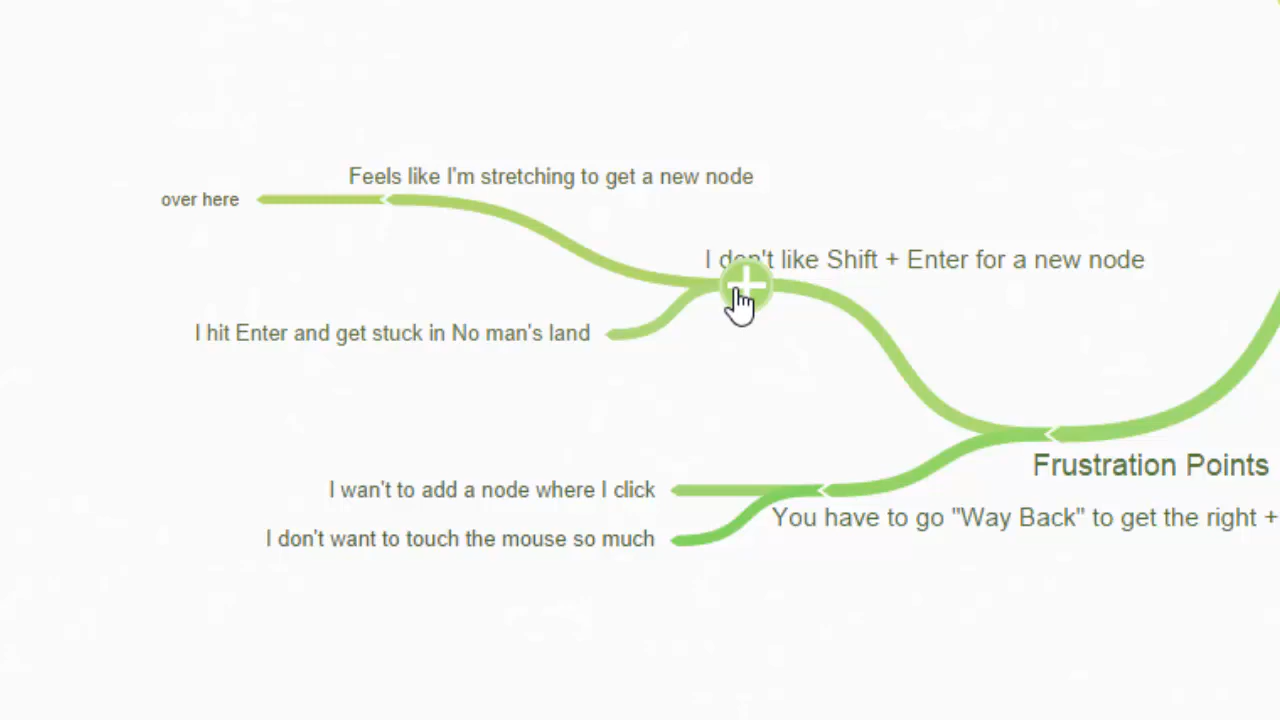 Feels like I'm stretching to get a new node
over here
I don't like Shift + Enter for a new node
I hit Enter and get stuck in No man's land
Frustration Points
I wan't to add a node where I click
You have to go "Way Back" to get the right +
I don't want to touch the mouse so much